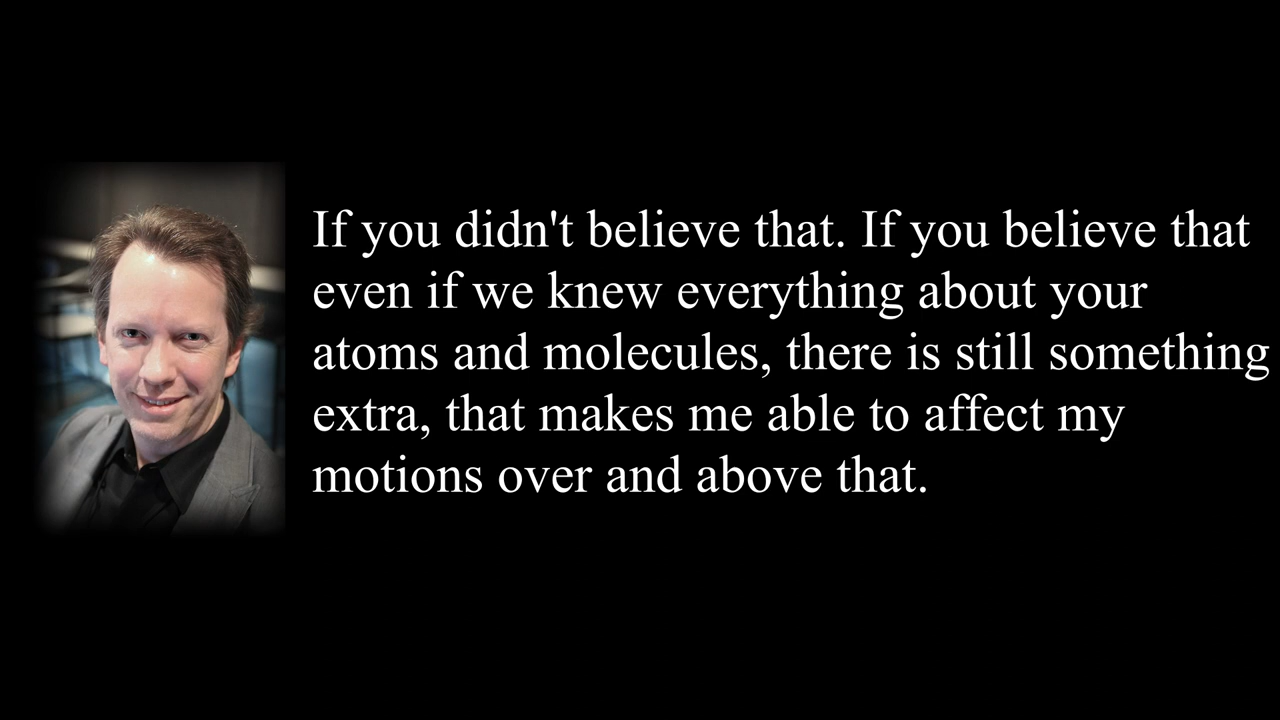 If you didn't believe that. If you believe that
even if we knew everything about your
atoms and molecules, there is still something
extra, that makes me able to affect my
motions over and above that.